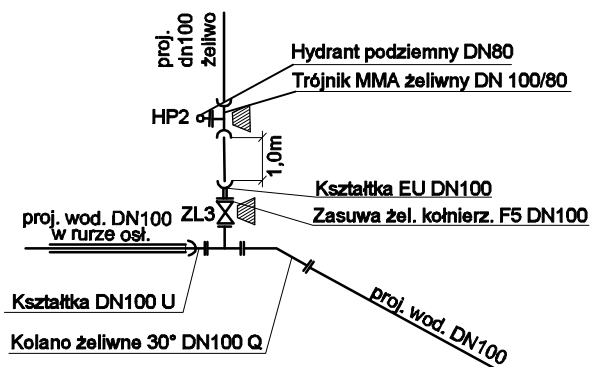 proj.
dn100
żeliwo
Hydrant podziemny DN80
Trójnik MMA żeliwny DN 100/80
HP2
1,0m
Kształtka EU DN100
ZL3
Zasuwa żel. kołnierz. F5 DN100
proj. wod. DN100
w rurze osł.
Kształtka DN100 U
proj. wod. DN100
Kolano żeliwne 30° DN100 Q